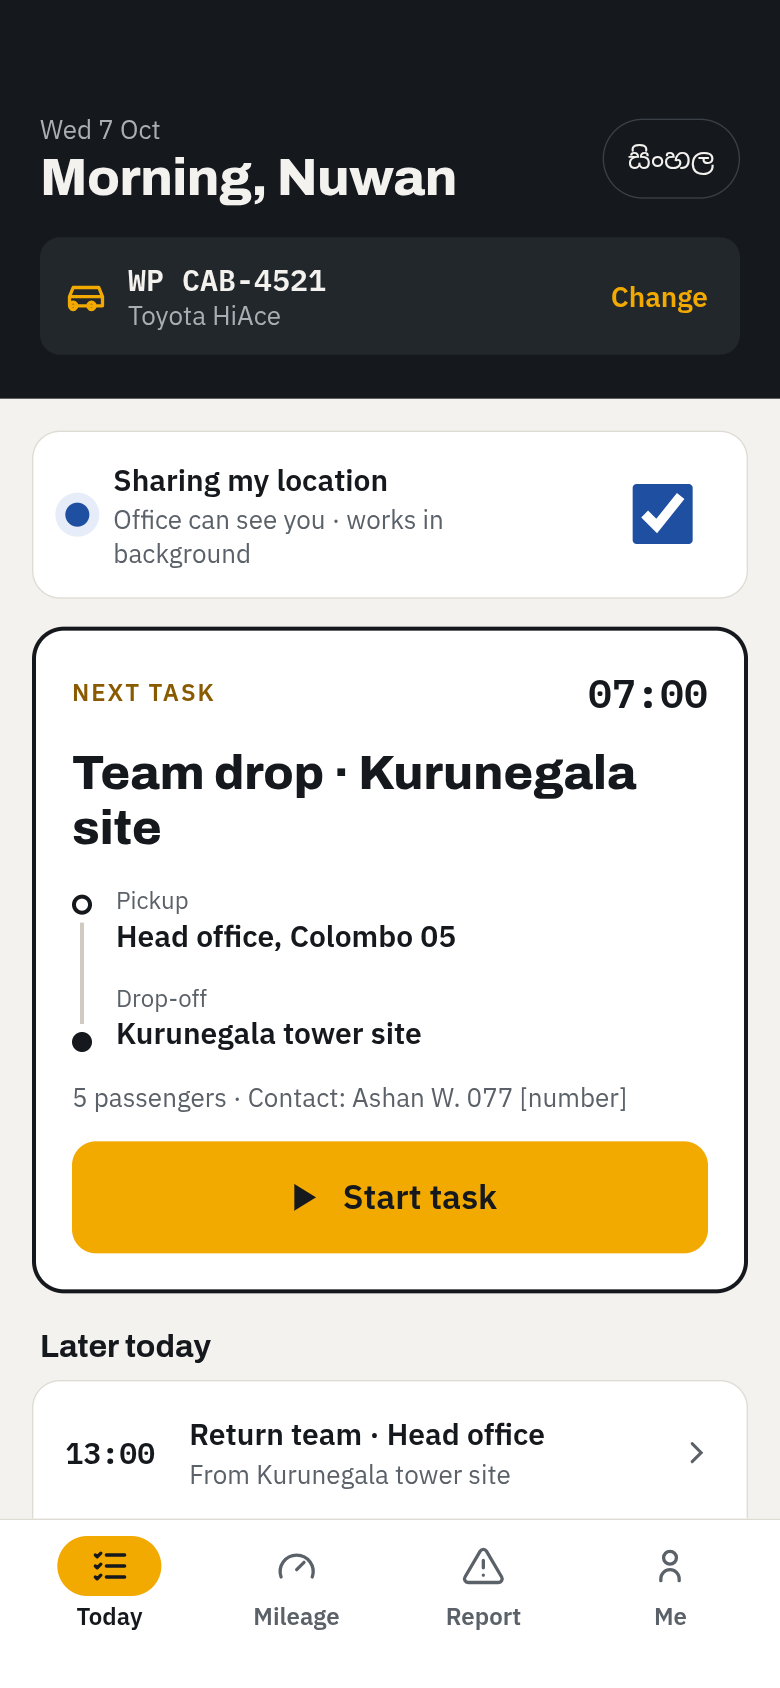 Wed 7 Oct
Morning, Nuwan
සිංහල
WP CAB-4521
Toyota HiAce
Change
Sharing my location
Office can see you · works in
background
NEXT TASK
07:00
Team drop · Kurunegala
site
Pickup
Head office, Colombo 05
Drop-off
Kurunegala tower site
5 passengers · Contact: Ashan W. 077 [number]
Start task
Later today
13:00
Return team · Head office
From Kurunegala tower site
Today
Mileage
Report
Me